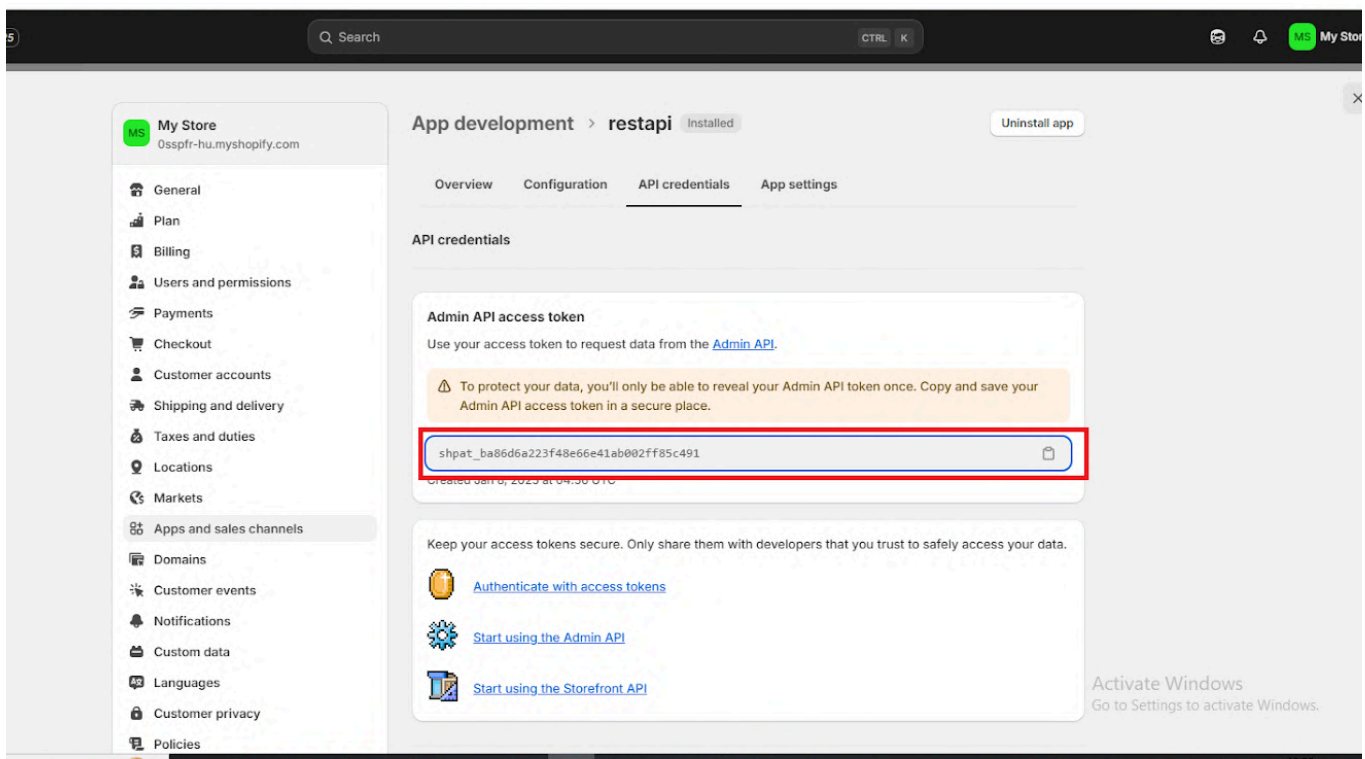 25
Search
CTRL K
MS My Stor
MS
My Store
0sspfr-hu.myshopify.com
General
Plan
Billing
Users and permissions
Payments
Checkout
Customer accounts
Shipping and delivery
Taxes and duties
Locations
Markets
Apps and sales channels
Domains
Customer events
Notifications
Custom data
Languages
Customer privacy
Policies
App development > restapi Installed
Uninstall app
Overview Configuration API credentials App settings
API credentials
Admin API access token
Use your access token to request data from the Admin API.
To protect your data, you'll only be able to reveal your Admin API token once. Copy and save your
Admin API access token in a secure place.
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
Created Jan 2025 at UTC
Keep your access tokens secure. Only share them with developers that you trust to safely access your data.
Authenticate with access tokens
Start using the Admin API
Start using the Storefront API
Activate Windows
Go to Settings to activate Windows.